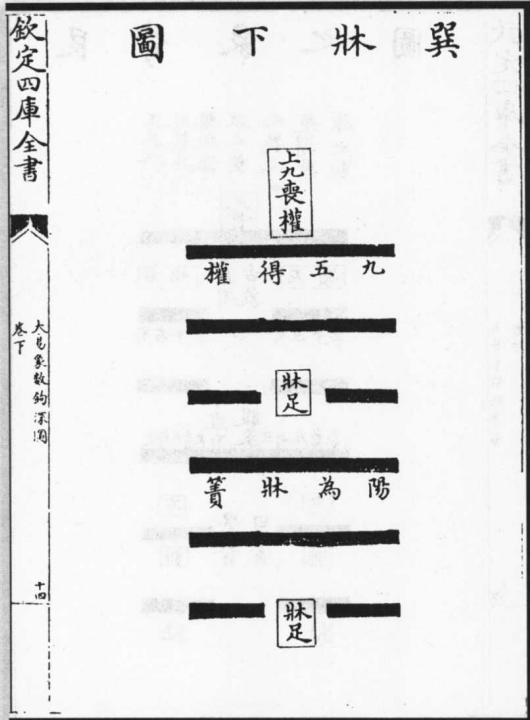 巽牀下圖
上九喪權
九五得權
牀足
陽為牀簀
牀足
欽定四庫全書
大易象數鉤深圖
卷下
十四